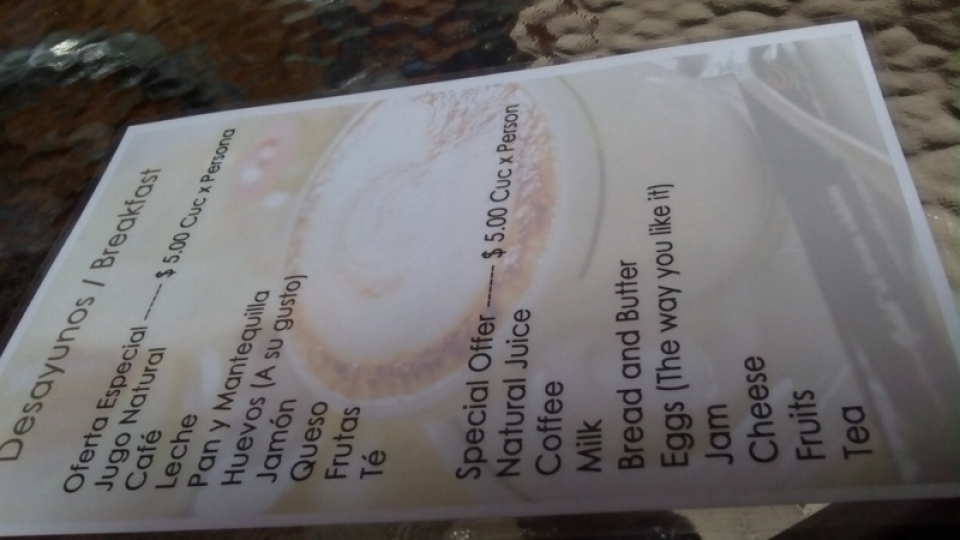 Desayunos / Breakfast
Oferta Especial ------ $ 5.00 Cuc x Persona
Jugo Natural
Café
Leche
Pan y Mantequilla
Huevos (A su gusto)
Jamón
Queso
Frutas
Té
Special Offer ------- $ 5.00 Cuc x Person
Natural Juice
Coffee
Milk
Bread and Butter
Eggs (The way you like it)
Jam
Cheese
Fruits
Tea